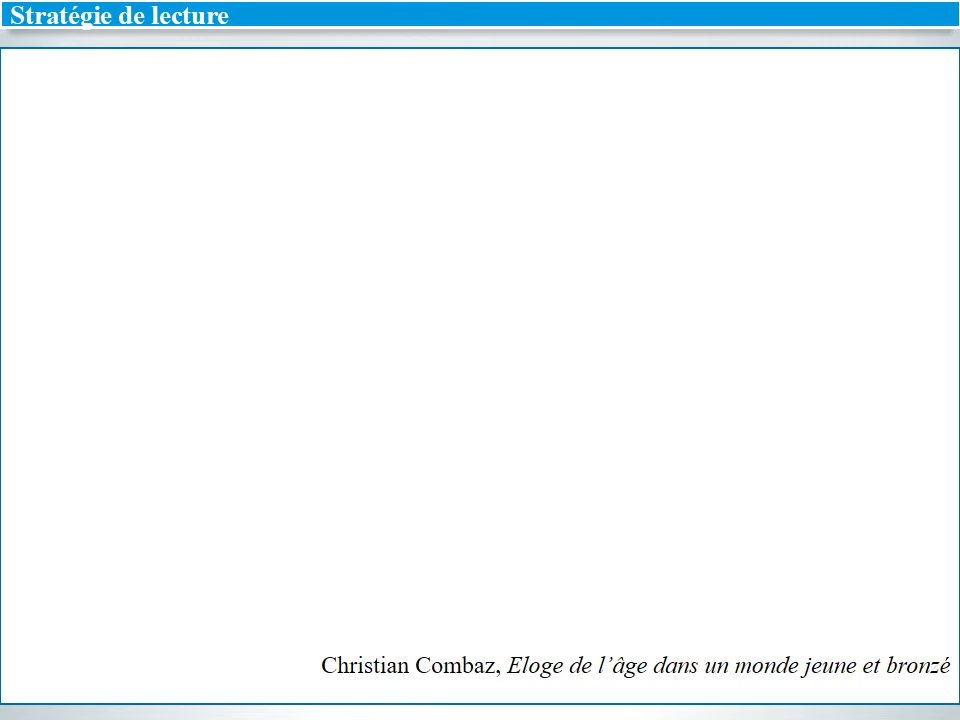 Stratégie de lecture
Christian Combaz, Eloge de l’âge dans un monde jeune et bronzé